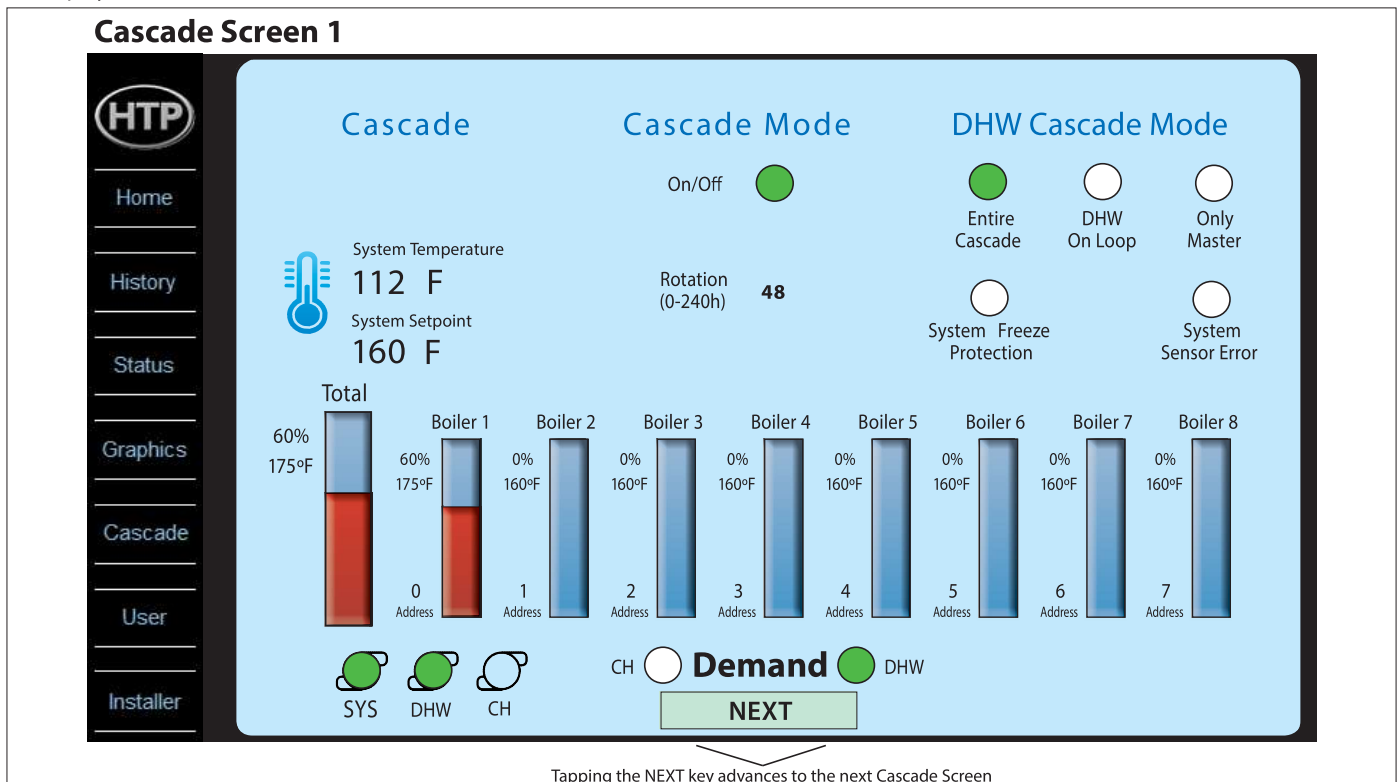 Cascade Screen 1
HTP
Home
History
Status
Graphics
Cascade
User
Installer
Cascade
Cascade Mode
DHW Cascade Mode
On/Off
Entire
Cascade
DHW
On Loop
Only
Master
System Temperature
112 F
System Setpoint
160 F
Rotation
(0-240h)
48
System Freeze
Protection
System
Sensor Error
Total
60%
175ºF
Boiler 1
60%
175ºF
0
Address
Boiler 2
0%
160ºF
1
Address
Boiler 3
0%
160ºF
2
Address
Boiler 4
0%
160ºF
3
Address
Boiler 5
0%
160ºF
4
Address
Boiler 6
0%
160ºF
5
Address
Boiler 7
0%
160ºF
6
Address
Boiler 8
0%
160ºF
7
Address
SYS
DHW
CH
CH Demand DHW
NEXT
Tapping the NEXT key advances to the next Cascade Screen